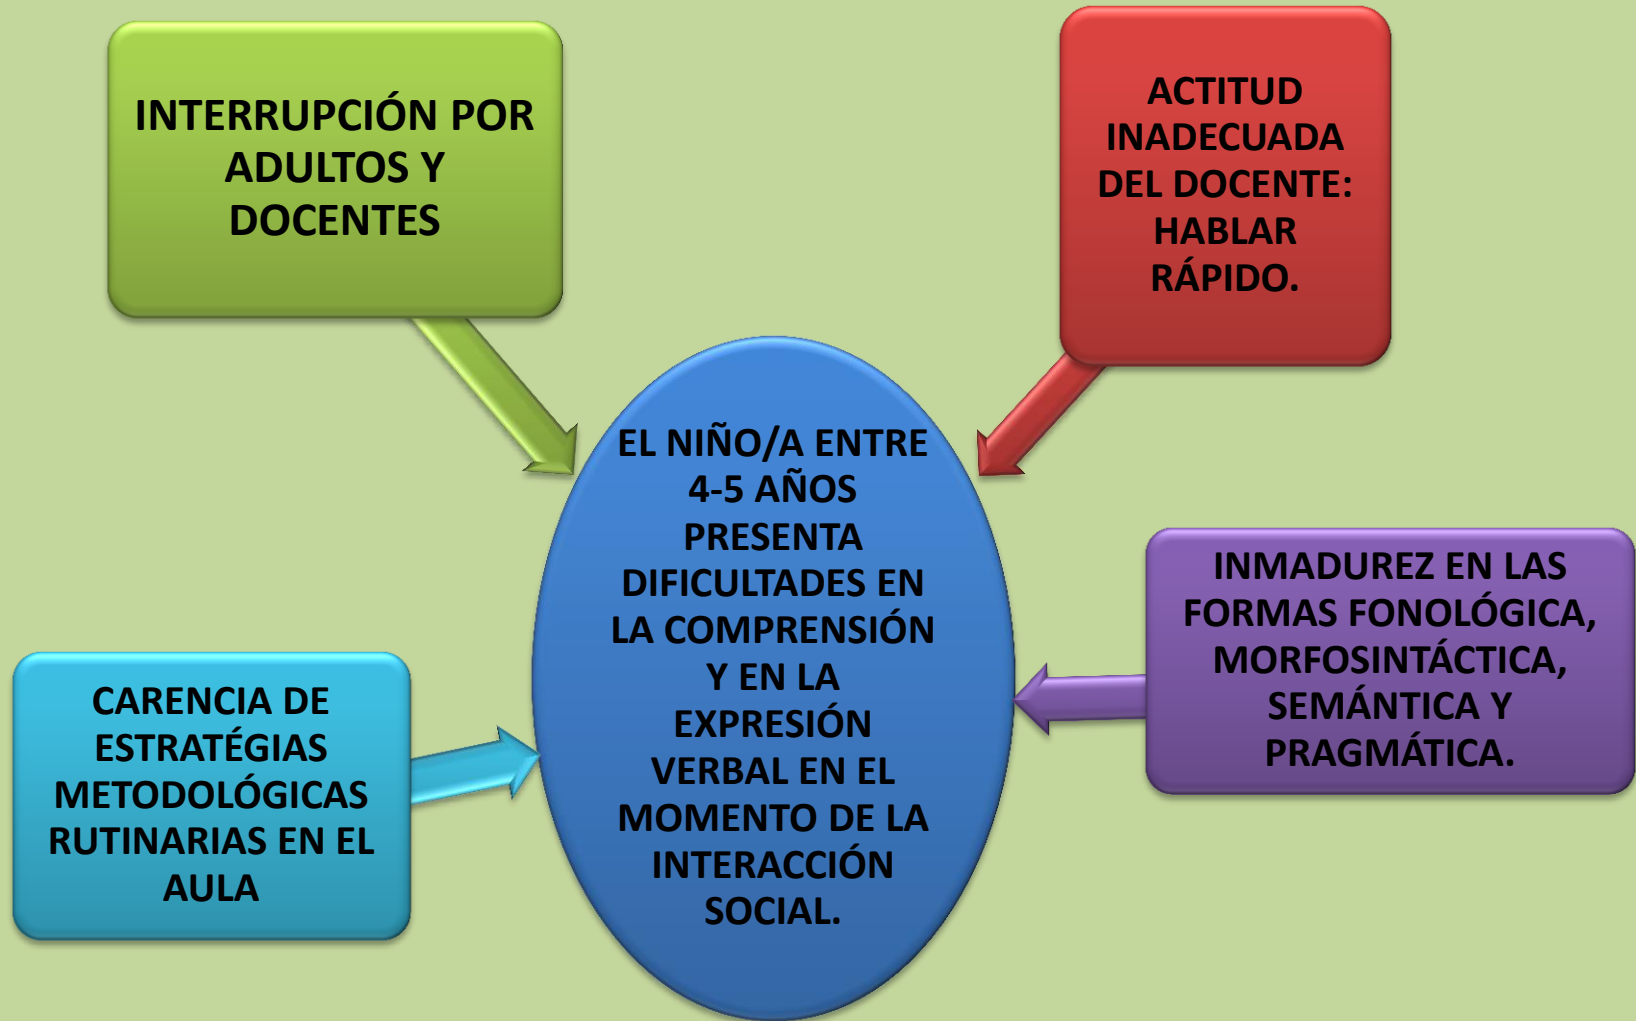 INTERRUPCIÓN POR
ADULTOS Y
DOCENTES
ACTITUD
INADECUADA
DEL DOCENTE:
HABLAR
RÁPIDO.
EL NIÑO/A ENTRE
4-5 AÑOS
PRESENTA
DIFICULTADES EN
LA COMPRENSIÓN
Y EN LA
EXPRESIÓN
VERBAL EN EL
MOMENTO DE LA
INTERACCIÓN
SOCIAL.
INMADUREZ EN LAS
FORMAS FONOLÓGICA,
MORFOSINTÁCTICA,
SEMÁNTICA Y
PRAGMÁTICA.
CARENCIA DE
ESTRATÉGIAS
METODOLÓGICAS
RUTINARIAS EN EL
AULA